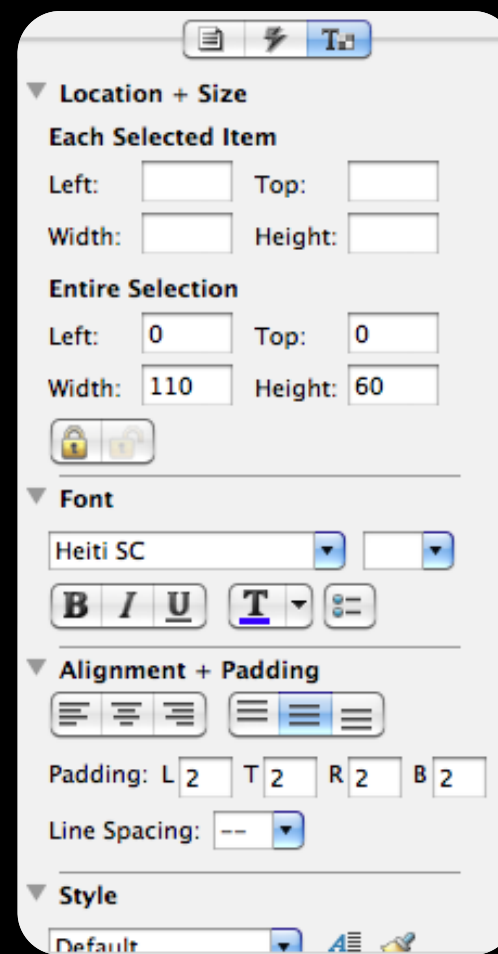 Location + Size
Each Selected Item
Left: Top:
Width: Height:
Entire Selection
Left: 0 Top: 0
Width: 110 Height: 60
Font
Heiti SC
B I U T
Alignment + Padding
Padding: L 2 T 2 R 2 B 2
Line Spacing: --
Style
Default